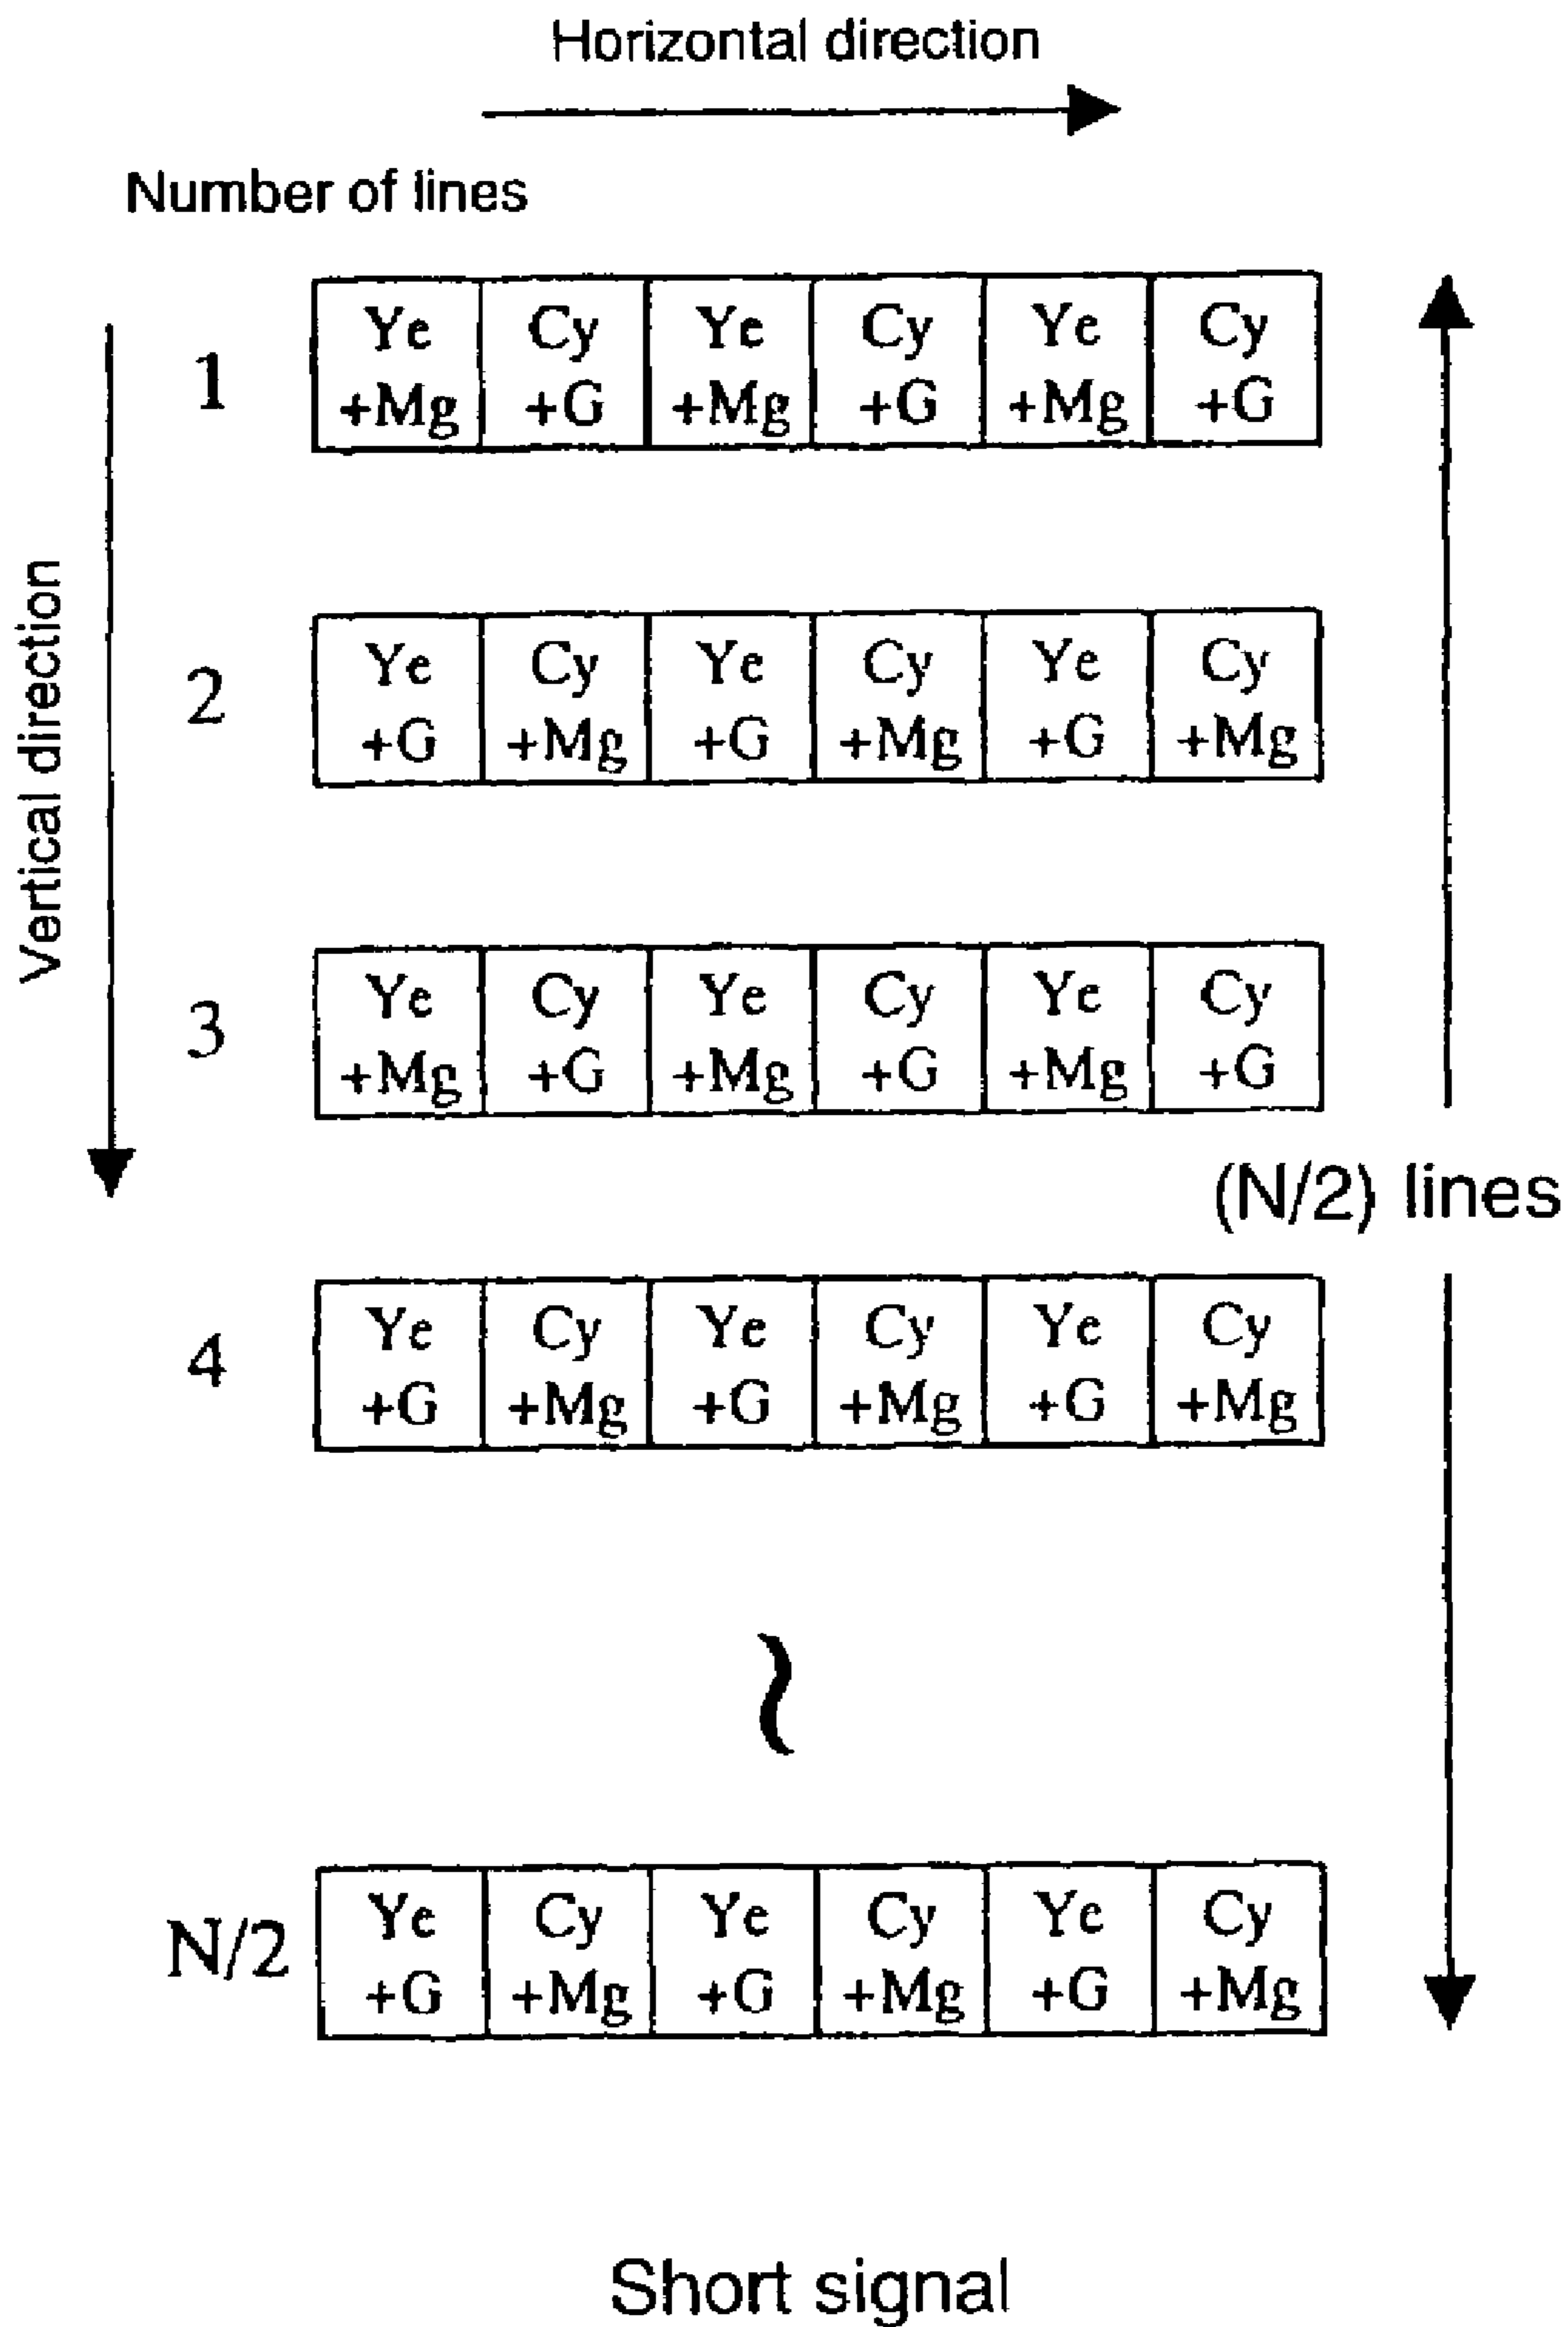 Horizontal direction
Number of lines
Vertical direction
1
Ye Cy Ye Cy Ye Cy
+Mg +G +Mg +G +Mg +G
2
Ye Cy Ye Cy Ye Cy
+G +Mg +G +Mg +G +Mg
3
Ye Cy Ye Cy Ye Cy
+Mg +G +Mg +G +Mg +G
(N/2) lines
4
Ye Cy Ye Cy Ye Cy
+G +Mg +G +Mg +G +Mg
N/2
Ye Cy Ye Cy Ye Cy
+G +Mg +G +Mg +G +Mg
Short signal